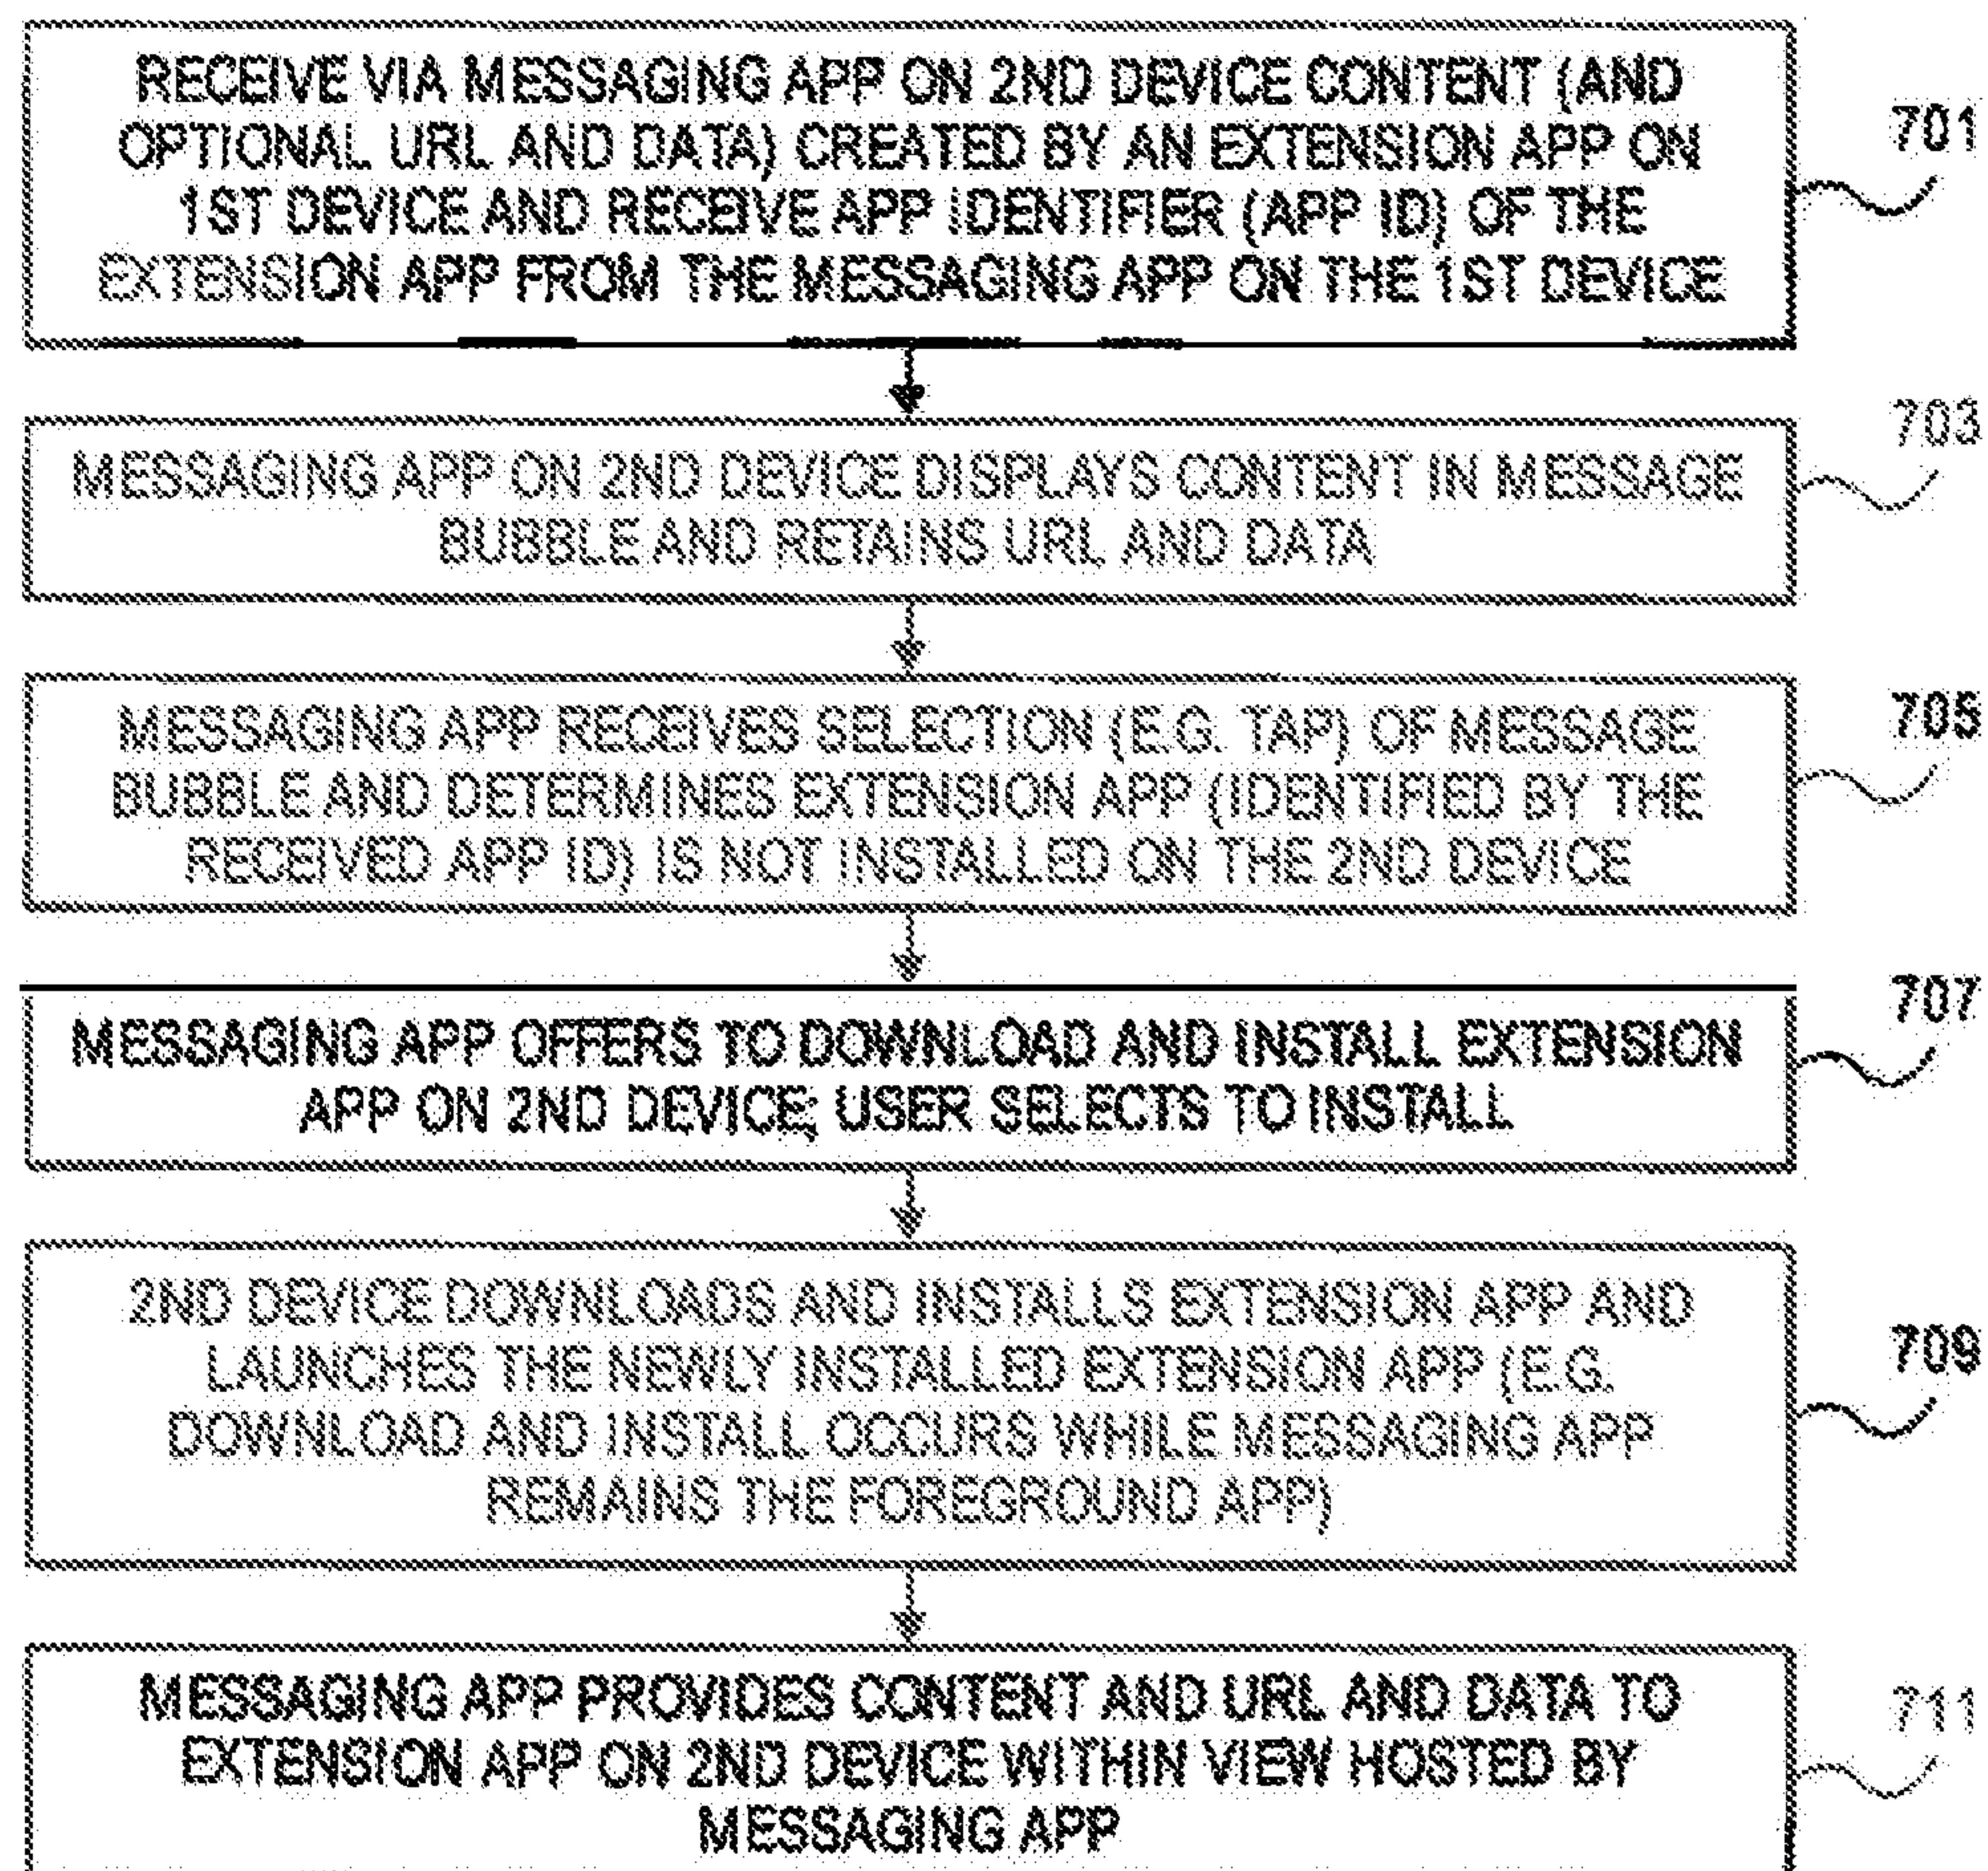 RECEIVE VIA MESSAGING APP ON 2ND DEVICE CONTENT (AND
OPTIONAL URL AND DATA) CREATED BY AN EXTENSION APP ON
1ST DEVICE AND RECEIVE APP IDENTIFIER (APP ID) OF THE
EXTENSION APP FROM THE MESSAGING APP ON THE 1ST DEVICE
701
703
MESSAGING APP ON 2ND DEVICE DISPLAYS CONTENT IN MESSAGE
BUBBLE AND RETAINS URL AND DATA
705
MESSAGING APP RECEIVES SELECTION (E.G. TAP) OF MESSAGE
BUBBLE AND DETERMINES EXTENSION APP (IDENTIFIED BY THE
RECEIVED APP ID) IS NOT INSTALLED ON THE 2ND DEVICE
707
MESSAGING APP OFFERS TO DOWNLOAD AND INSTALL EXTENSION
APP ON 2ND DEVICE; USER SELECTS TO INSTALL
2ND DEVICE DOWNLOADS AND INSTALLS EXTENSION APP AND
LAUNCHES THE NEWLY INSTALLED EXTENSION APP (E.G.
DOWNLOAD AND INSTALL OCCURS WHILE MESSAGING APP
REMAINS THE FOREGROUND APP)
709
MESSAGING APP PROVIDES CONTENT AND URL AND DATA TO
EXTENSION APP ON 2ND DEVICE WITHIN VIEW HOSTED BY
MESSAGING APP
711